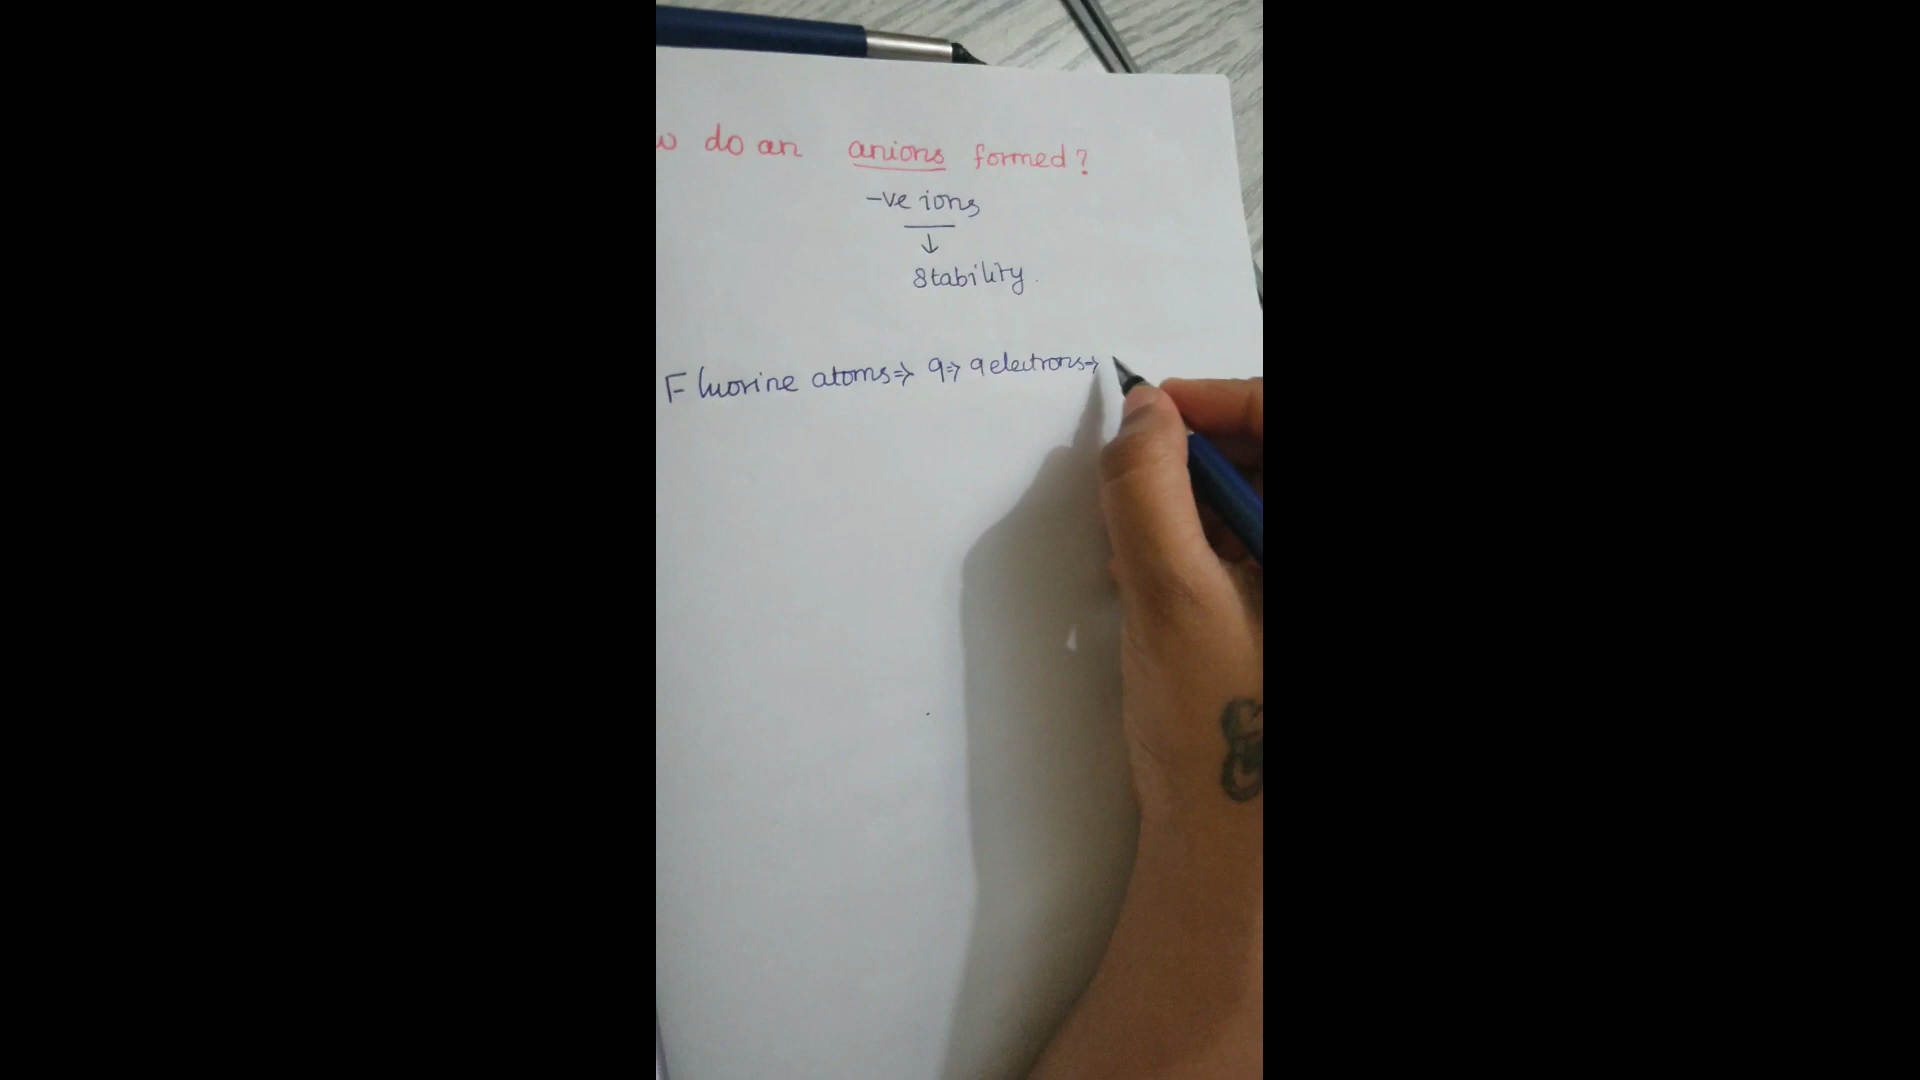 do an anions formed?
-ve ions
↓
Stability.
Fluorine atoms => 9 => 9 electrons →